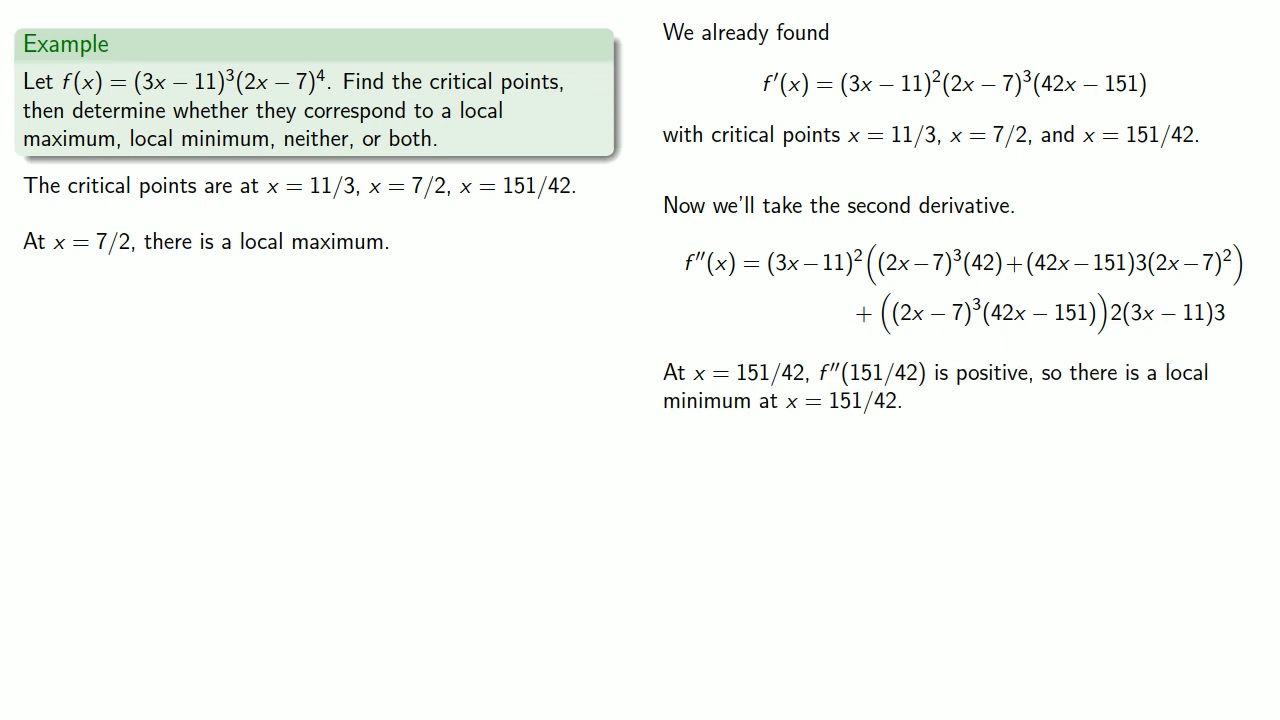 Example
Let f(x) = (3x − 11)³(2x − 7)⁴. Find the critical points,
then determine whether they correspond to a local
maximum, local minimum, neither, or both.
The critical points are at x = 11/3, x = 7/2, x = 151/42.
At x = 7/2, there is a local maximum.
We already found
f′(x) = (3x − 11)²(2x − 7)³(42x − 151)
with critical points x = 11/3, x = 7/2, and x = 151/42.
Now we'll take the second derivative.
f″(x) = (3x−11)²((2x−7)³(42)+(42x−151)3(2x−7)²)
+ ((2x − 7)³(42x − 151))2(3x − 11)3
At x = 151/42, f″(151/42) is positive, so there is a local
minimum at x = 151/42.